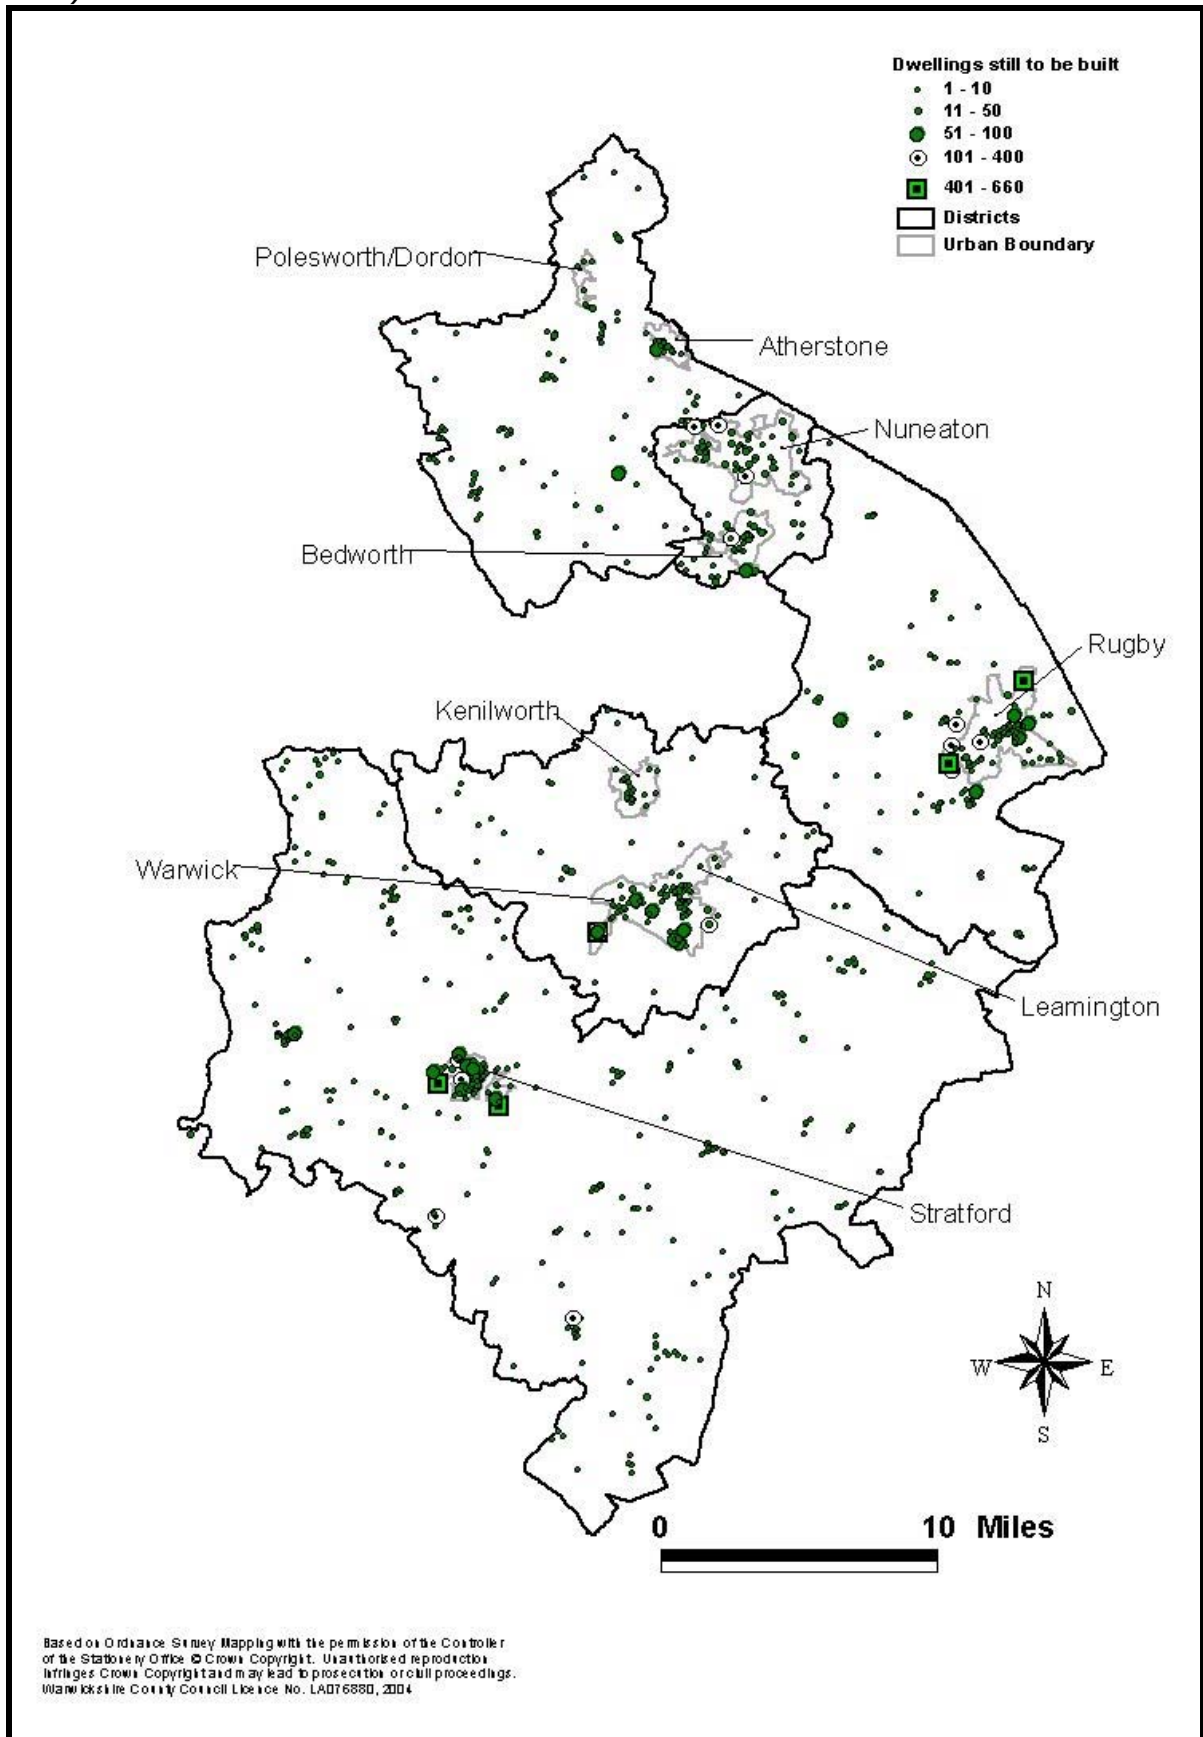 Dwellings still to be built
1 - 10
11 - 50
51 - 100
101 - 400
401 - 660
Districts
Urban Boundary
Polesworth/Dordon
Atherstone
Nuneaton
Bedworth
Rugby
Kenilworth
Warwick
Leamington
Stratford
N
W E
S
0 10 Miles
Based on Ordnance Survey Mapping with the permission of the Controller
of the Stationery Office © Crown Copyright. Unauthorised reproduction
infringes Crown Copyright and may lead to prosecution or civil proceedings.
Warwickshire County Council Licence No. LA076880, 2004